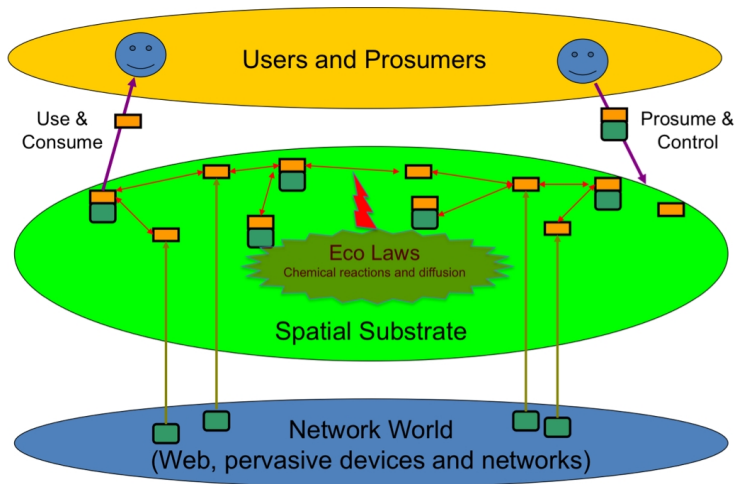 Users and Prosumers
Use &
Consume
Prosume &
Control
Eco Laws
Chemical reactions and diffusion
Spatial Substrate
Network World
(Web, pervasive devices and networks)